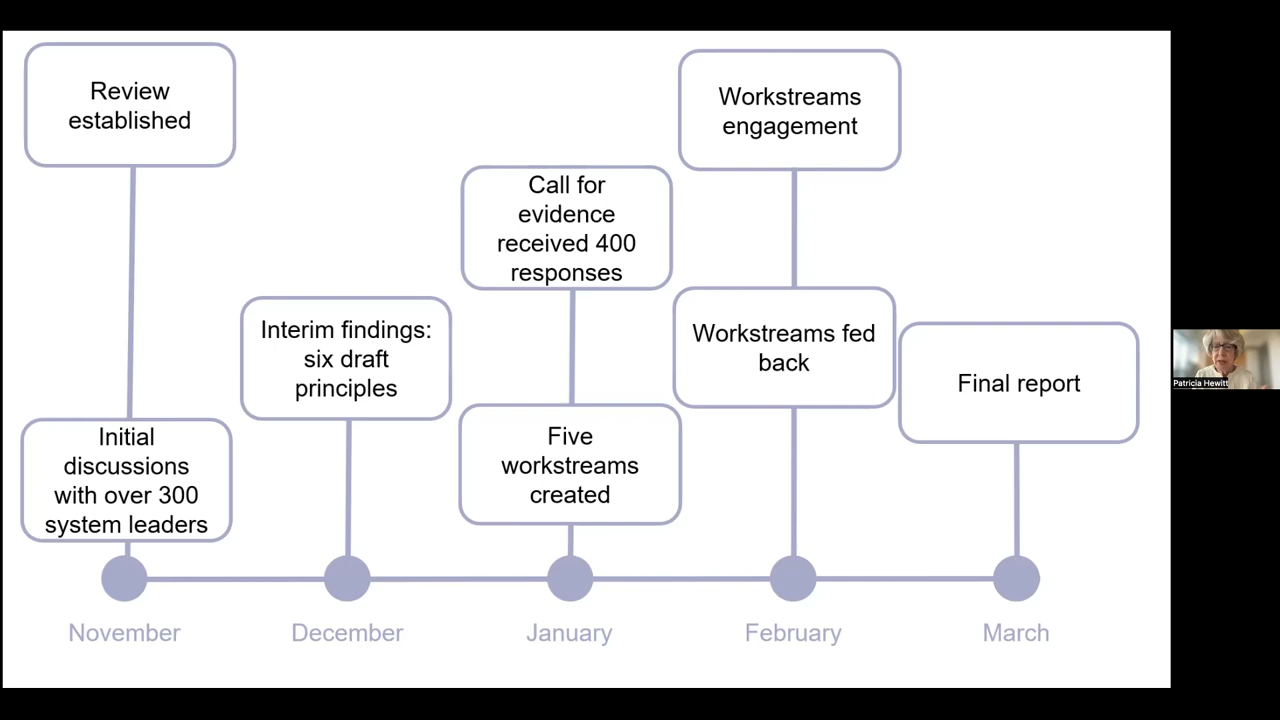 Review
established
Initial
discussions
with over 300
system leaders
Interim findings:
six draft
principles
Call for
evidence
received 400
responses
Five
workstreams
created
Workstreams
engagement
Workstreams fed
back
Final report
November
December
January
February
March
Patricia Hewitt